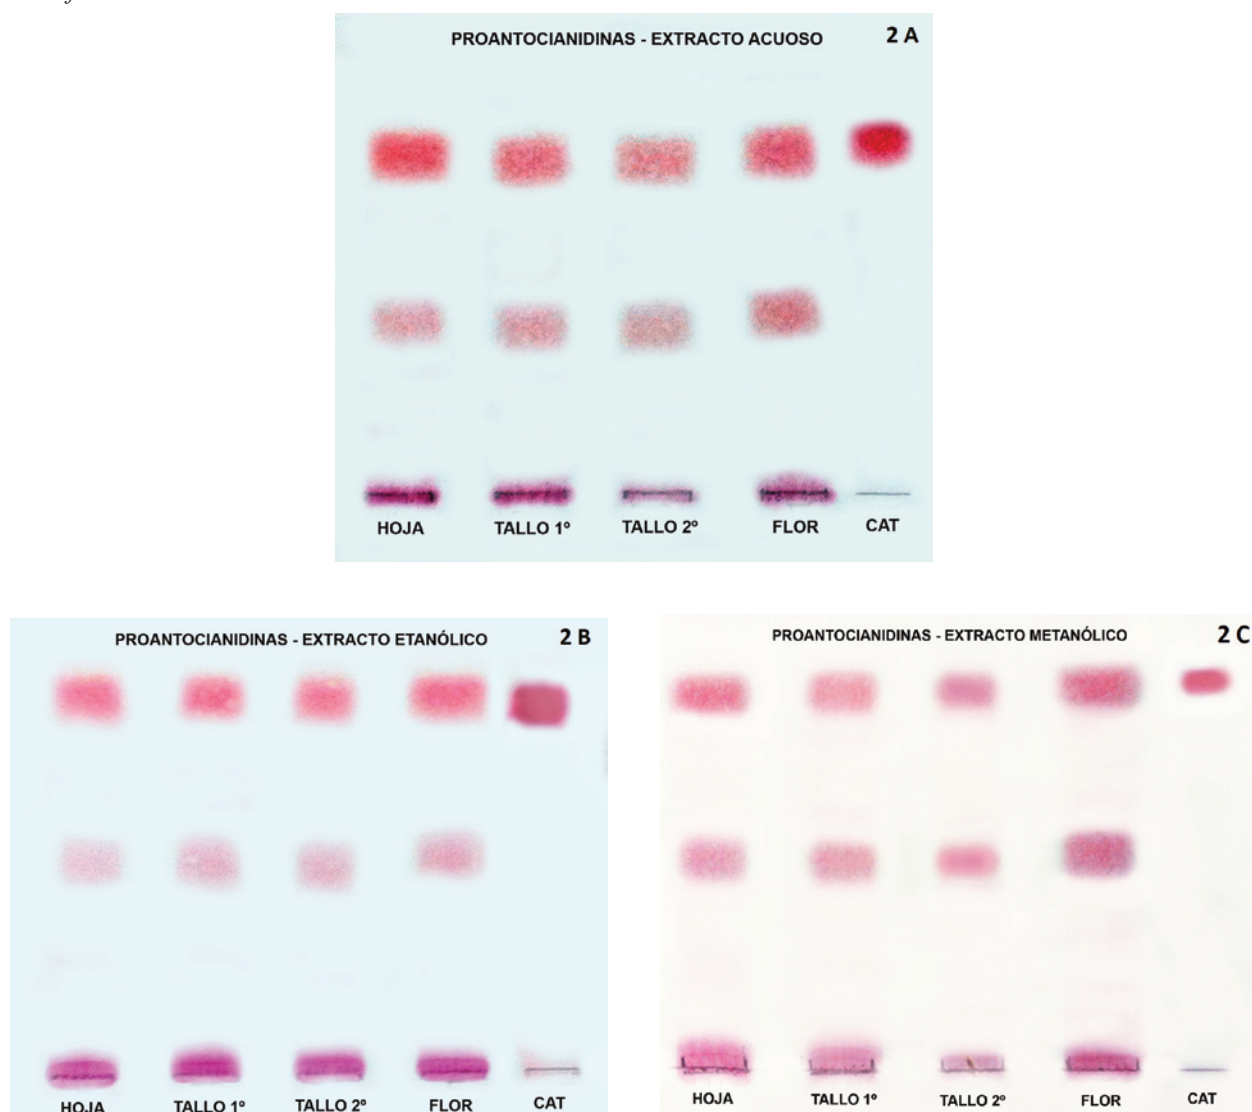 PROANTOCIANIDINAS - EXTRACTO ACUOSO 2 A
HOJA TALLO 1º TALLO 2º FLOR CAT
PROANTOCIANIDINAS - EXTRACTO ETANÓLICO 2 B
HOJA TALLO 1º TALLO 2º FLOR CAT
PROANTOCIANIDINAS - EXTRACTO METANÓLICO 2 C
HOJA TALLO 1º TALLO 2º FLOR CAT